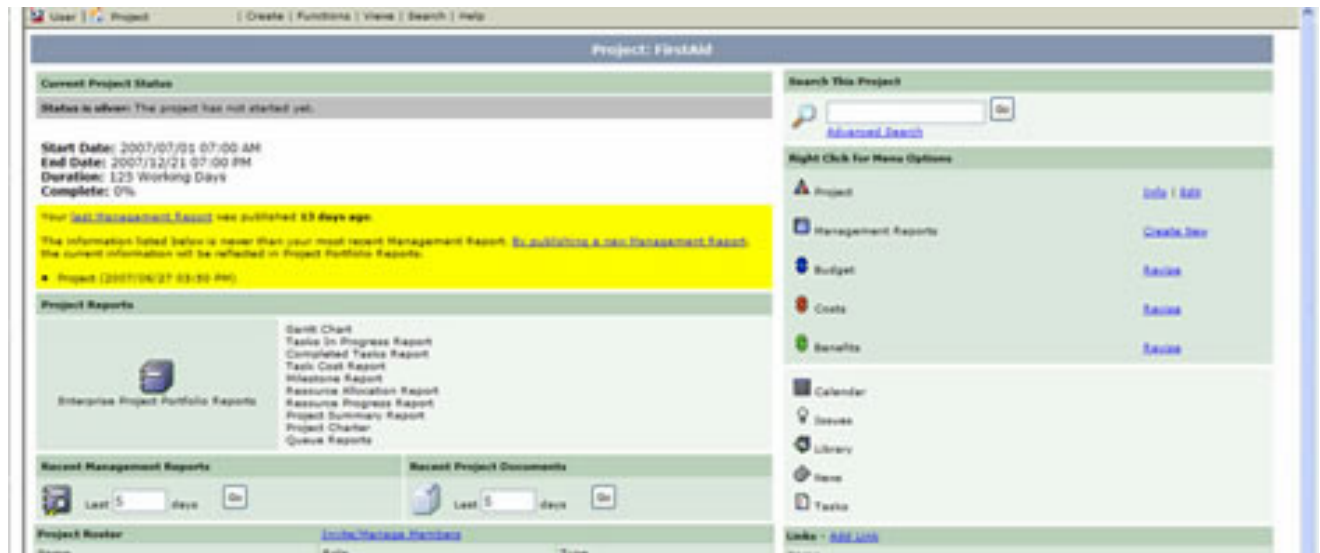 User | Project | Create | Functions | Views | Search | Help
Project: FirstAid
Current Project Status
Status is silver: The project has not started yet.
Start Date: 2007/07/01 07:00 AM
End Date: 2007/12/21 07:00 PM
Duration: 125 Working Days
Complete: 0%
Your last Management Report was published 13 days ago.
The information listed below is newer than your most recent Management Report. By publishing a new Management Report,
the current information will be reflected in Project Portfolio Reports.
Project (2007/06/27 03:50 PM)
Project Reports
Enterprise Project Portfolio Reports
Gantt Chart
Tasks In Progress Report
Completed Tasks Report
Task Cost Report
Milestone Report
Resource Allocation Report
Resource Progress Report
Project Summary Report
Project Charter
Queue Reports
Recent Management Reports
Last 5 days Go
Recent Project Documents
Last 5 days Go
Project Roster Invite/Manage Members
Name Role Type
Search This Project
Go
Advanced Search
Right Click for Menu Options
Project Info | Edit
Management Reports Create New
Budget Revise
Costs Revise
Benefits Revise
Calendar
Issues
Library
News
Tasks
Links - Add Link